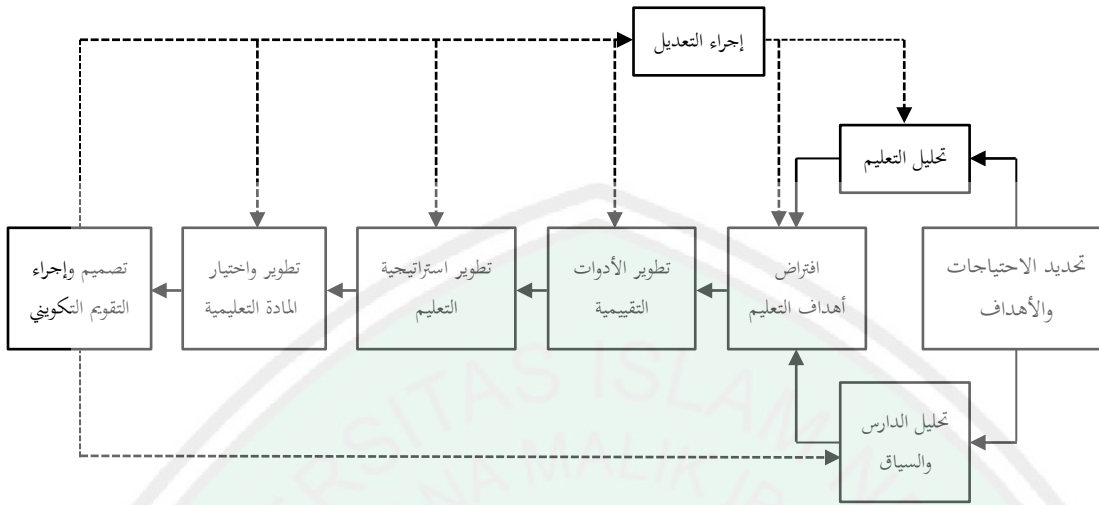 إجراء التعديل
تحليل التعليم
تحديد الاحتياجات
والأهداف
افتراض
أهداف التعليم
تطوير الأدوات
التقييمية
تطوير استراتيجية
التعليم
تطوير واختيار
المادة التعليمية
تصميم وإجراء
التقويم التكويني
تحليل الدارس
والسياق